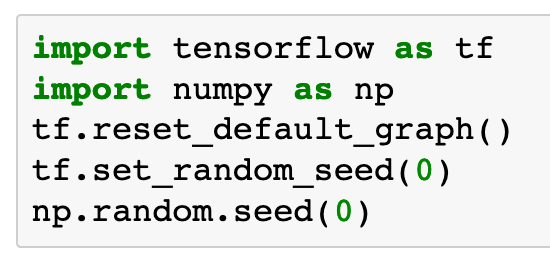 import tensorflow as tf
import numpy as np
tf.reset_default_graph()
tf.set_random_seed(0)
np.random.seed(0)